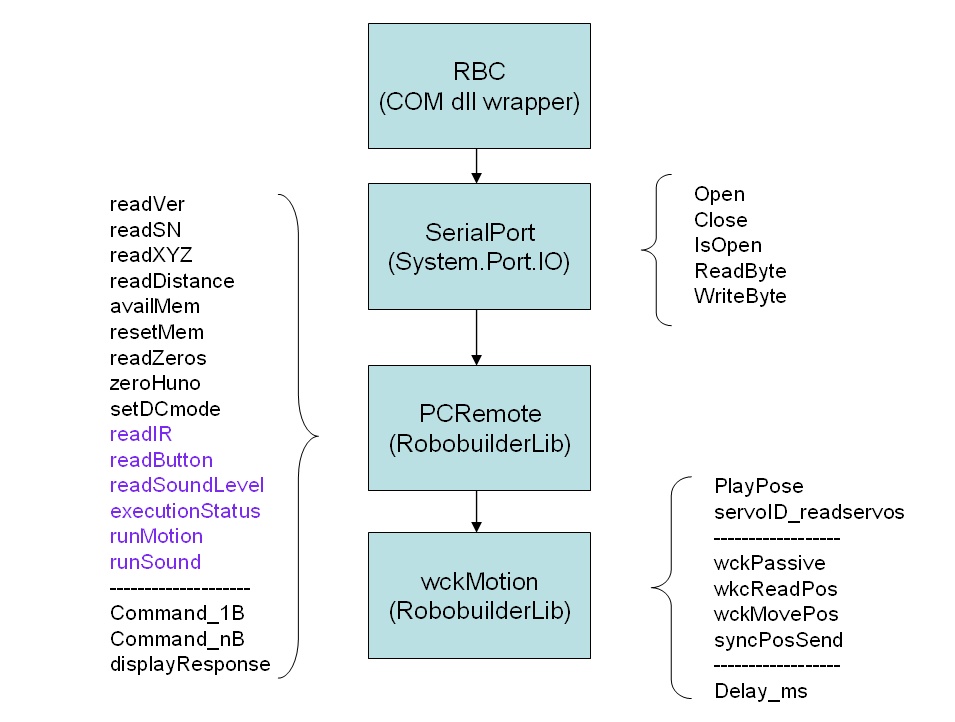 RBC
(COM dll wrapper)
SerialPort
(System.Port.IO)
PCRemote
(RobobuilderLib)
wckMotion
(RobobuilderLib)
readVer
readSN
readXYZ
readDistance
availMem
resetMem
readZeros
zeroHuno
setDCmode
readIR
readButton
readSoundLevel
executionStatus
runMotion
runSound
--------------------
Command_1B
Command_nB
displayResponse
Open
Close
IsOpen
ReadByte
WriteByte
PlayPose
servoID_readservos
------------------
wckPassive
wkcReadPos
wckMovePos
syncPosSend
------------------
Delay_ms